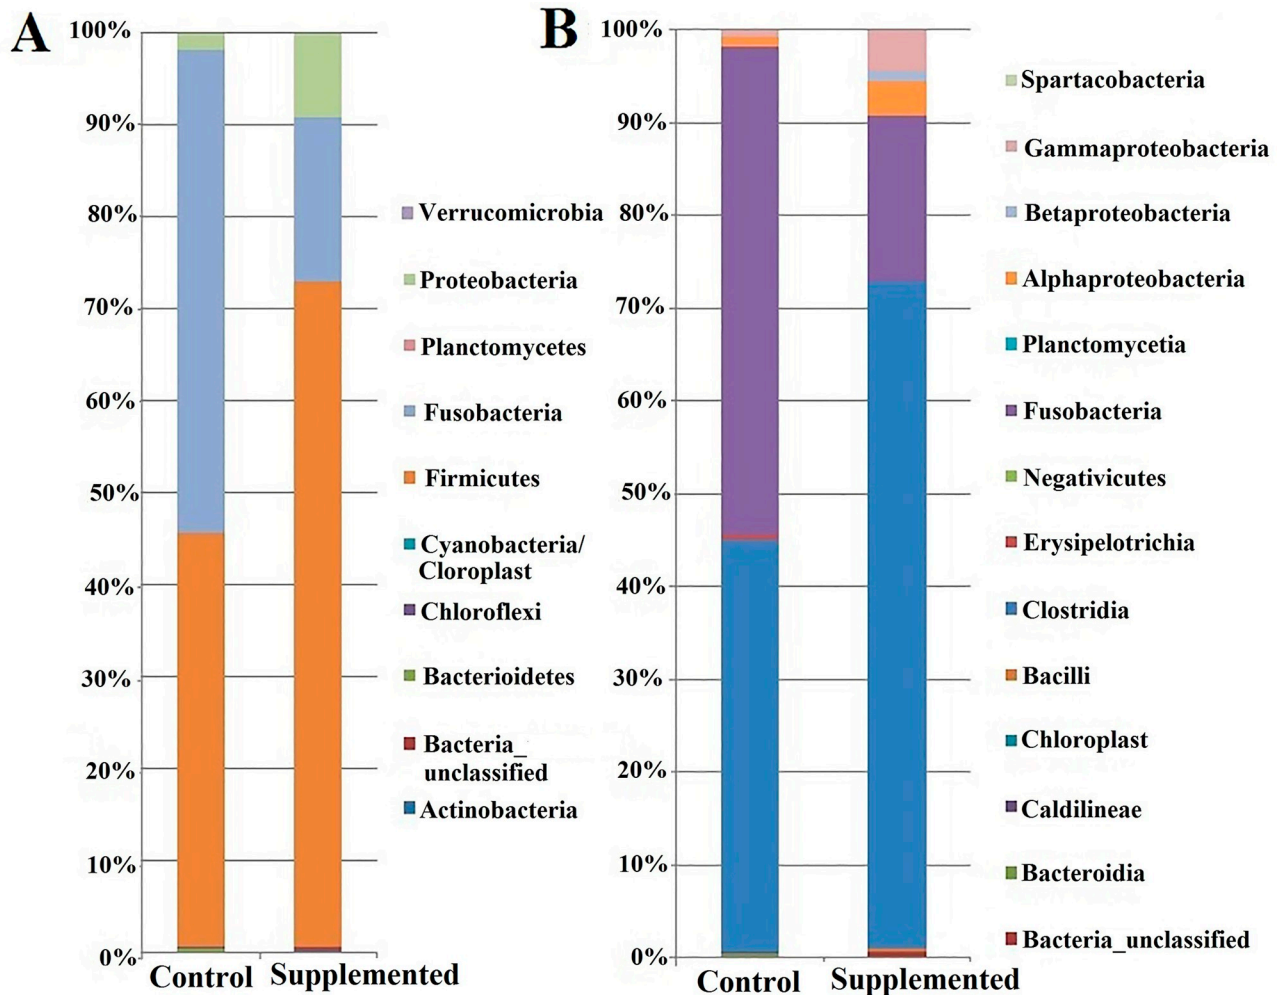 A
100%
90%
80%
70%
60%
50%
40%
30%
20%
10%
0%
Control
Supplemented
Verrucomicrobia
Proteobacteria
Planctomycetes
Fusobacteria
Firmicutes
Cyanobacteria/
Cloroplast
Chloroflexi
Bacterioidetes
Bacteria_
unclassified
Actinobacteria
B
100%
90%
80%
70%
60%
50%
40%
30%
20%
10%
0%
Control
Supplemented
Spartacobacteria
Gammaproteobacteria
Betaproteobacteria
Alphaproteobacteria
Planctomycetia
Fusobacteria
Negativicutes
Erysipelotrichia
Clostridia
Bacilli
Chloroplast
Caldilineae
Bacteroidia
Bacteria_unclassified